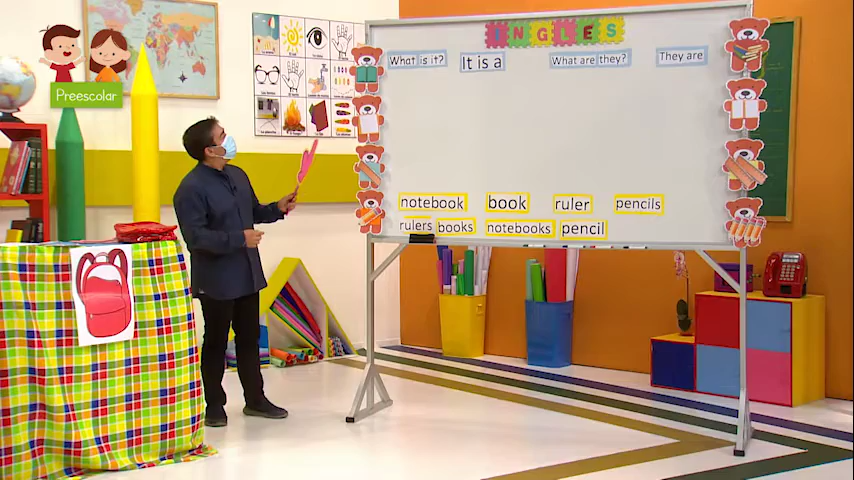 INGLES
What is it?
It is a
What are they?
They are
Preescolar
notebook
book
ruler
pencils
rulers
books
notebooks
pencil